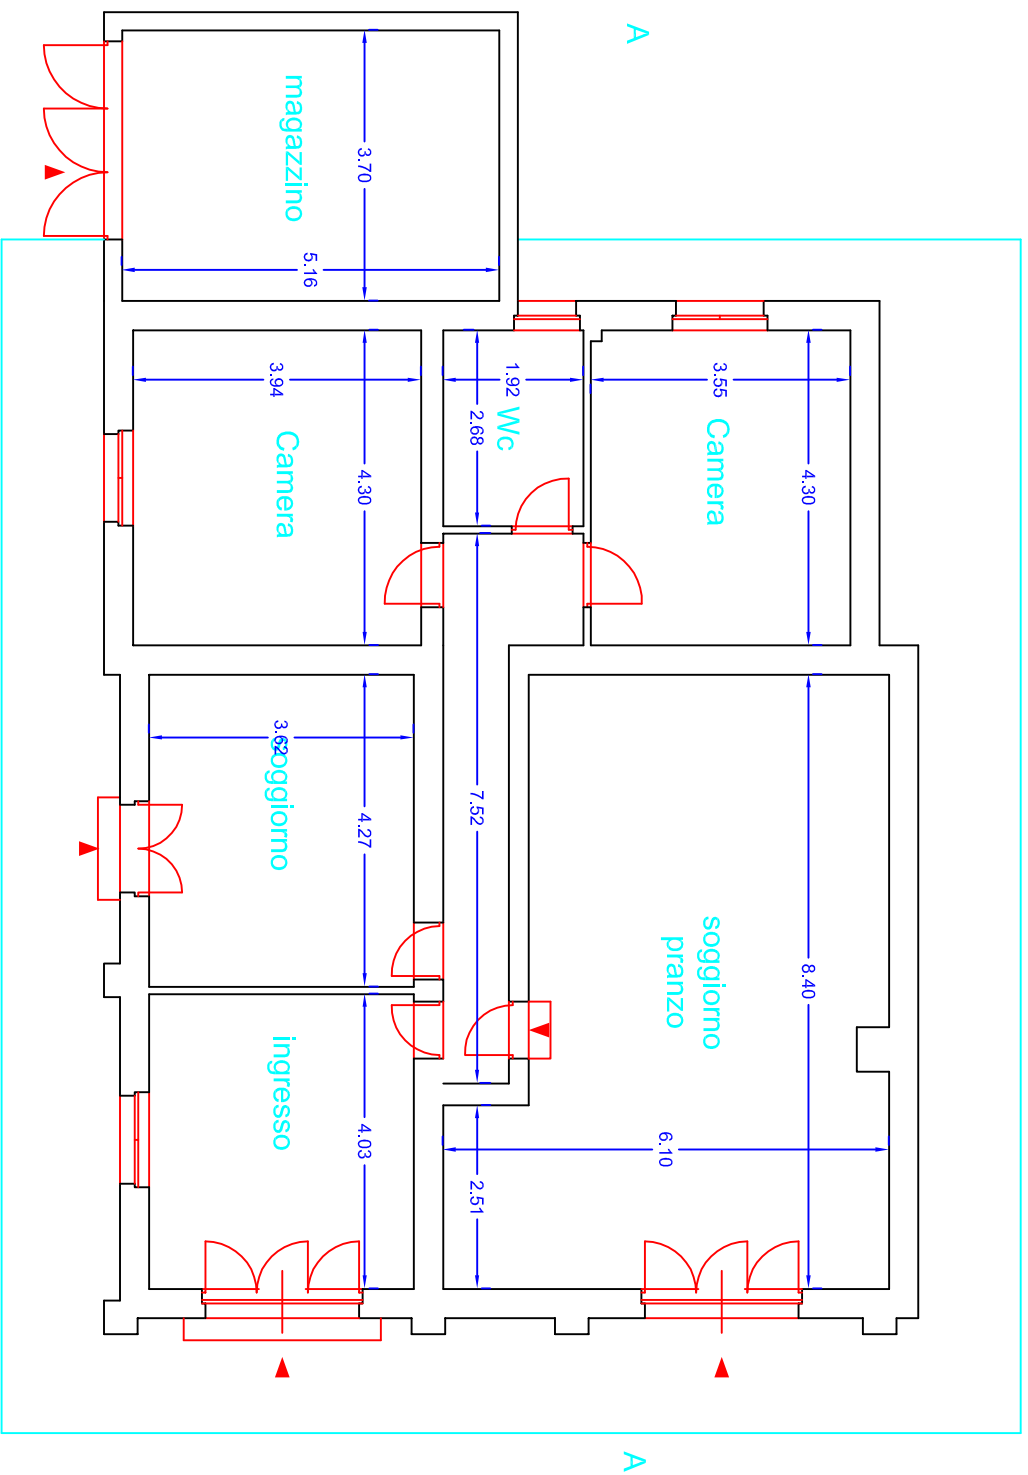 A
magazzino
3.70
5.16
3.94
Camera
4.30
1.92
Wc
2.68
3.55
Camera
4.30
3.62
soggiorno
4.27
7.52
soggiorno
pranzo
8.40
ingresso
4.03
2.51
6.10
A